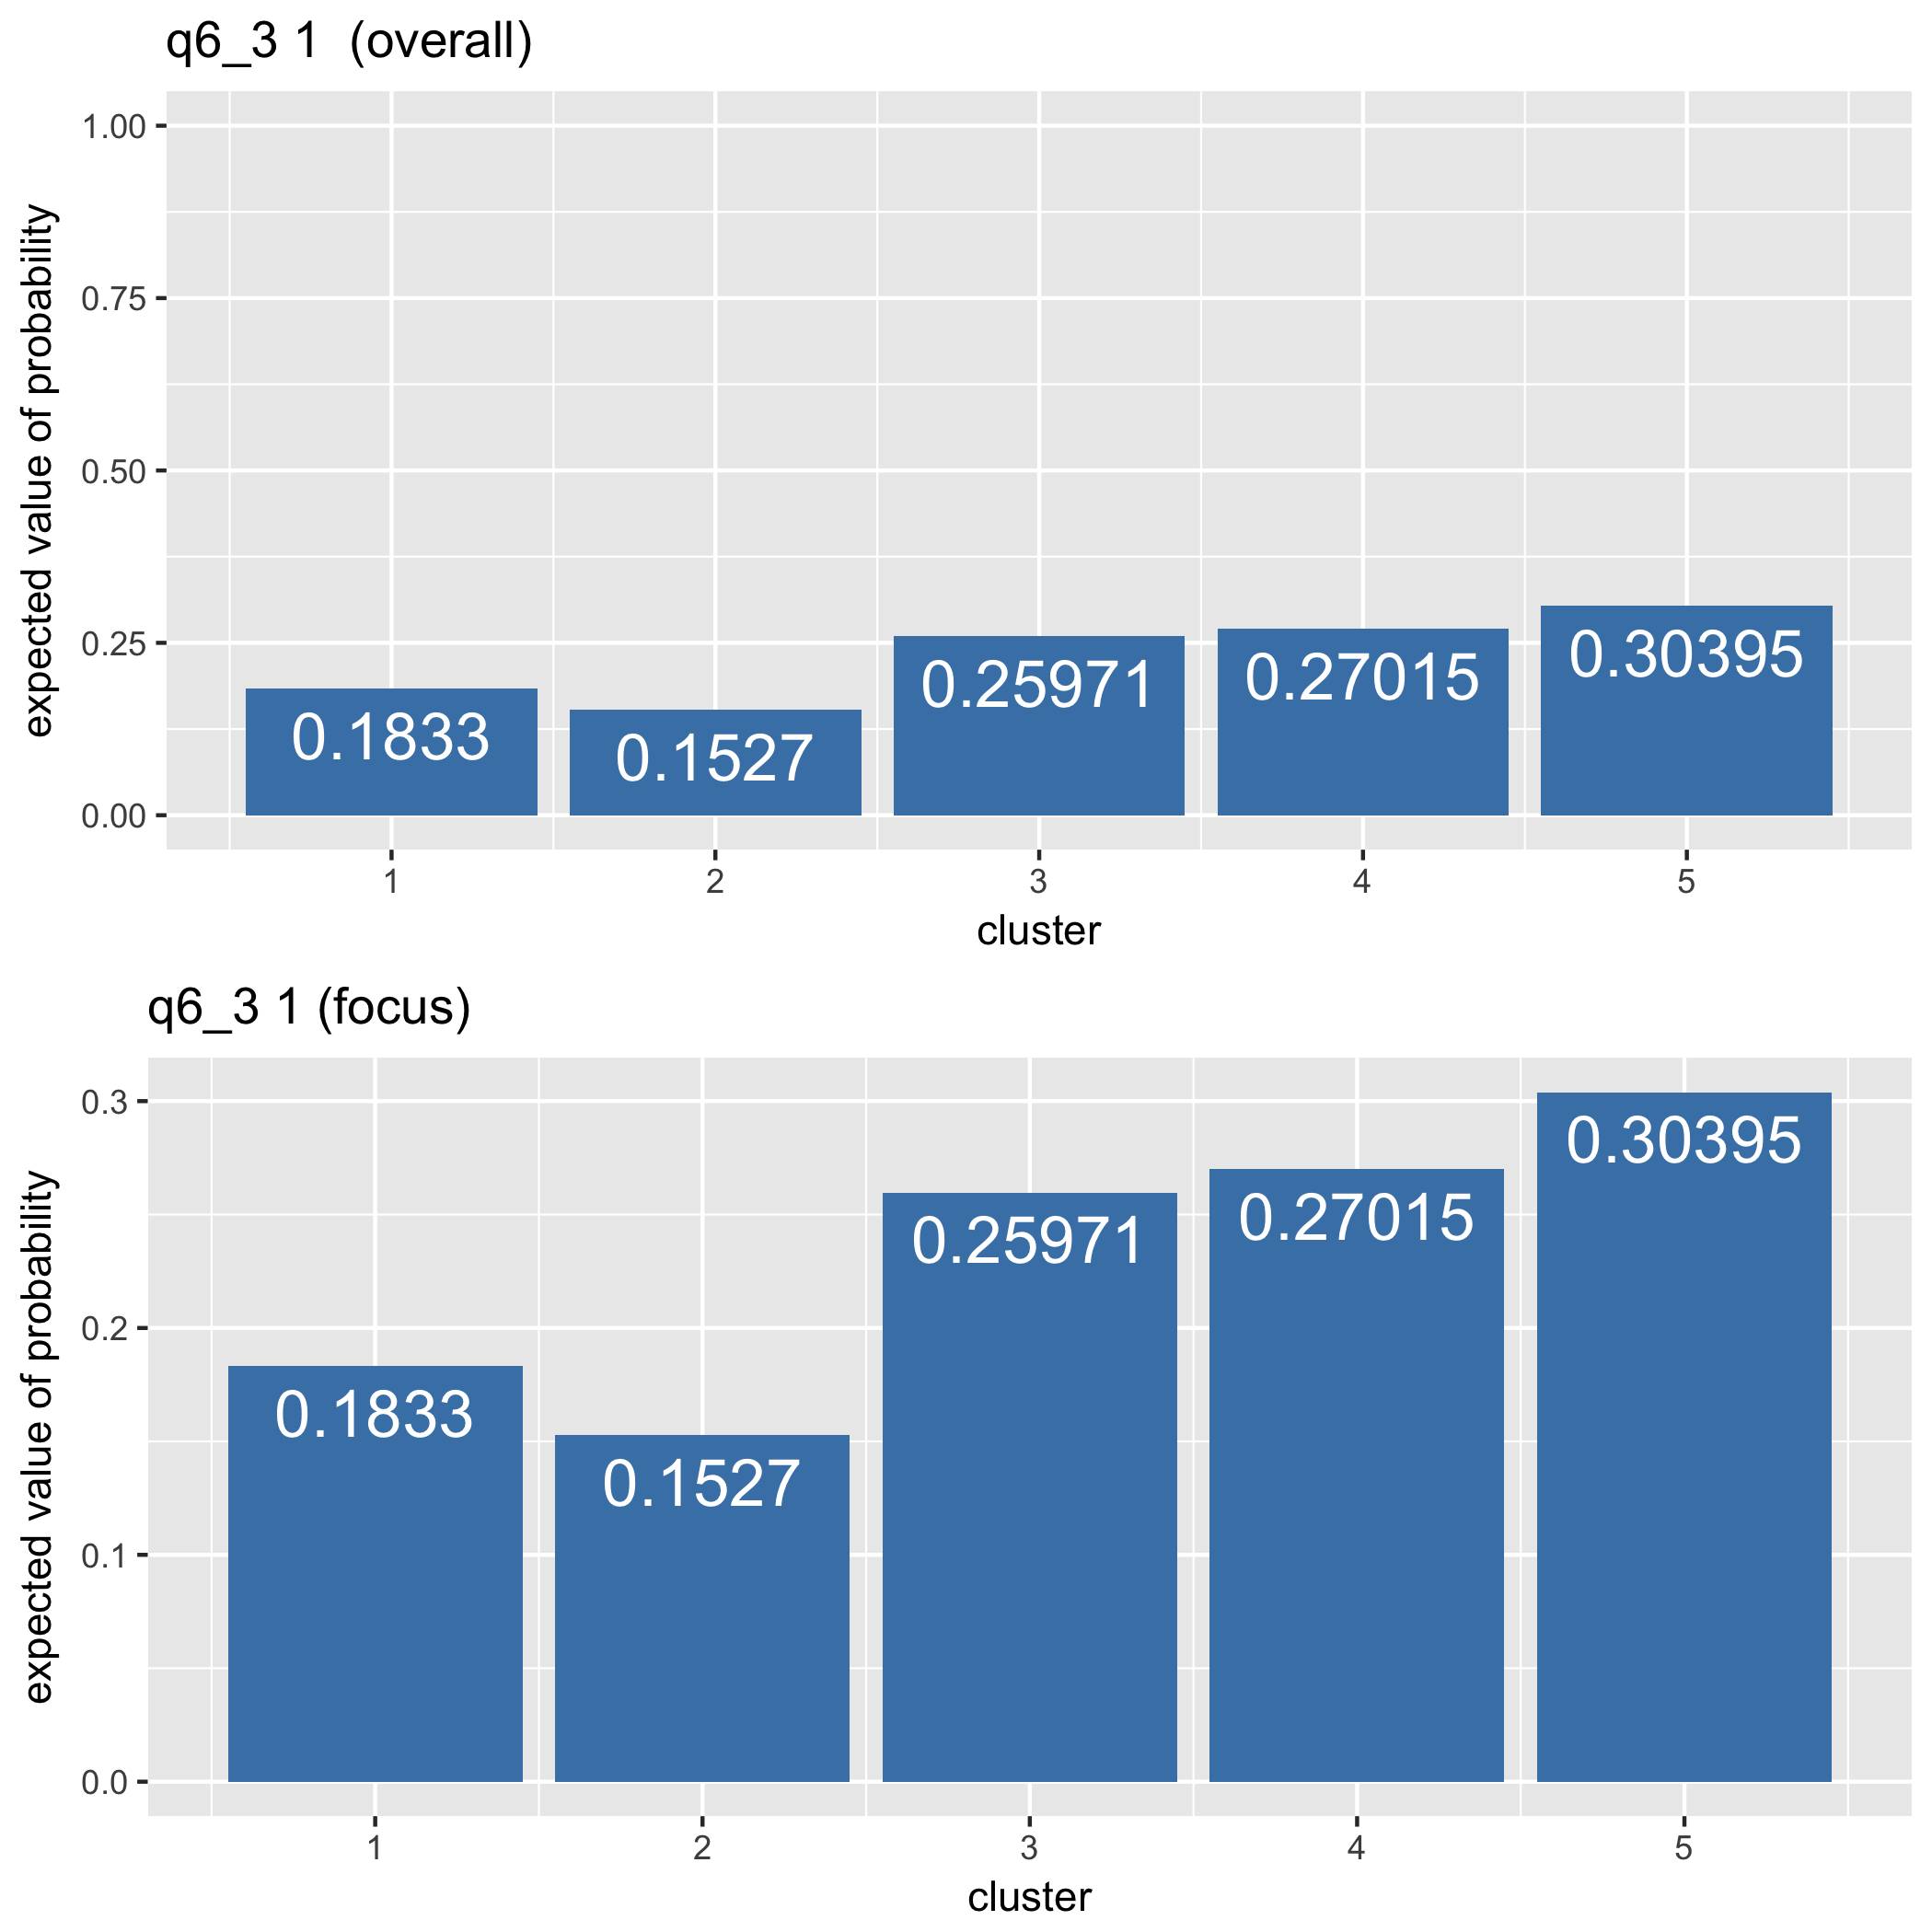 q6_3 1  (overall)
expected value of probability
1.00
0.75
0.50
0.25
0.00
0.1833
0.1527
0.25971
0.27015
0.30395
1 2 3 4 5
cluster
q6_3 1 (focus)
expected value of probability
0.3
0.2
0.1
0.0
0.1833
0.1527
0.25971
0.27015
0.30395
1 2 3 4 5
cluster